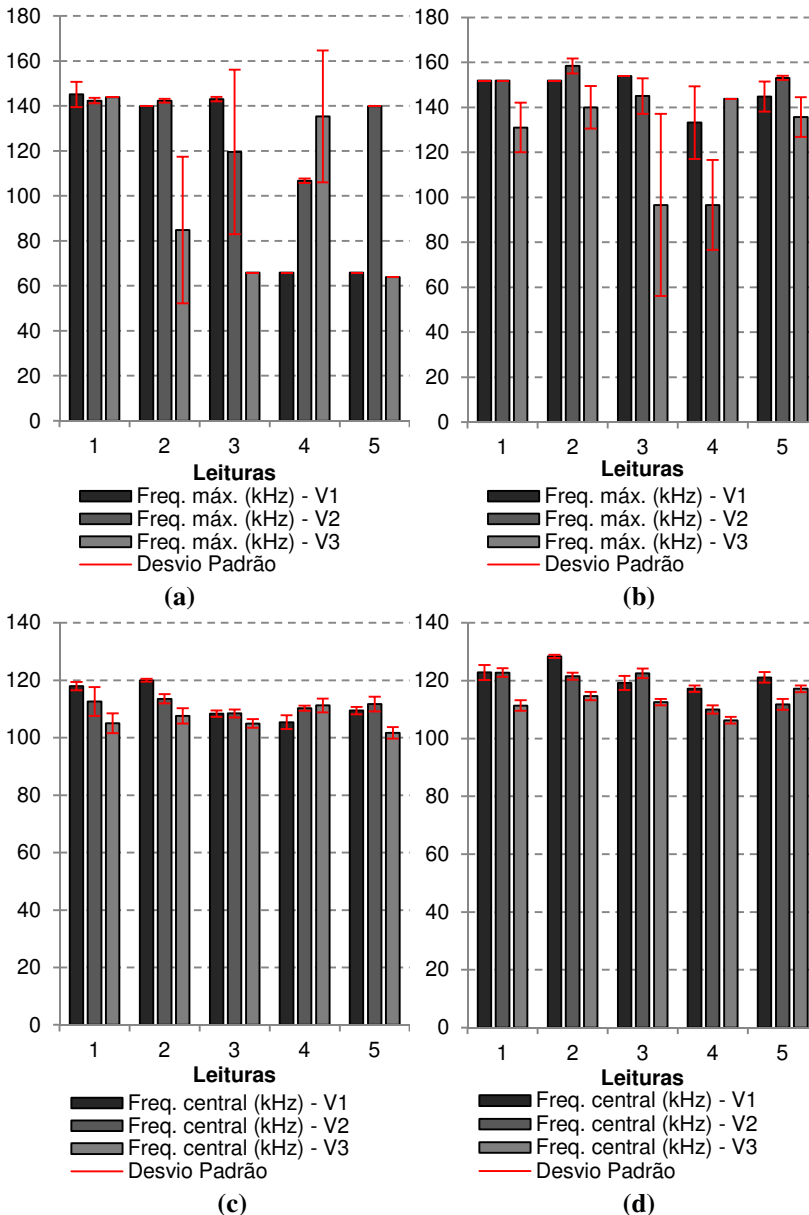 180
160
140
120
100
80
60
40
20
0
1 2 3 4 5
Leituras
Freq. máx. (kHz) - V1
Freq. máx. (kHz) - V2
Freq. máx. (kHz) - V3
Desvio Padrão
(a)
180
160
140
120
100
80
60
40
20
0
1 2 3 4 5
Leituras
Freq. máx. (kHz) - V1
Freq. máx. (kHz) - V2
Freq. máx. (kHz) - V3
Desvio Padrão
(b)
140
120
100
80
60
40
20
0
1 2 3 4 5
Leituras
Freq. central (kHz) - V1
Freq. central (kHz) - V2
Freq. central (kHz) - V3
Desvio Padrão
(c)
140
120
100
80
60
40
20
0
1 2 3 4 5
Leituras
Freq. central (kHz) - V1
Freq. central (kHz) - V2
Freq. central (kHz) - V3
Desvio Padrão
(d)